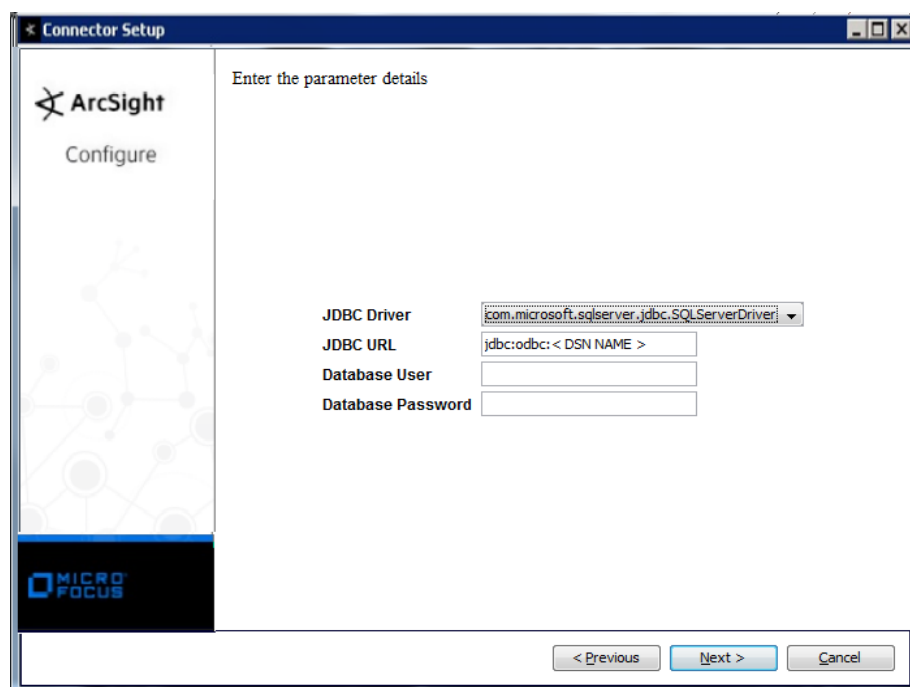 Connector Setup
ArcSight
Configure
Enter the parameter details
JDBC Driver com.microsoft.sqlserver.jdbc.SQLServerDriver
JDBC URL jdbc:odbc:< DSN NAME >
Database User
Database Password
MICRO
FOCUS
< Previous Next > Cancel